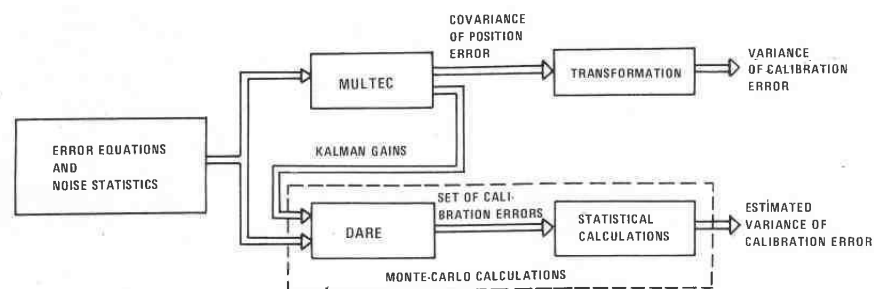 COVARIANCE
OF POSITION
ERROR
MULTEC
TRANSFORMATION
VARIANCE
OF CALIBRATION
ERROR
ERROR EQUATIONS
AND
NOISE STATISTICS
KALMAN GAINS
SET OF CALI-
BRATION ERRORS
DARE
STATISTICAL
CALCULATIONS
ESTIMATED
VARIANCE OF
CALIBRATION ERROR
MONTE-CARLO CALCULATIONS